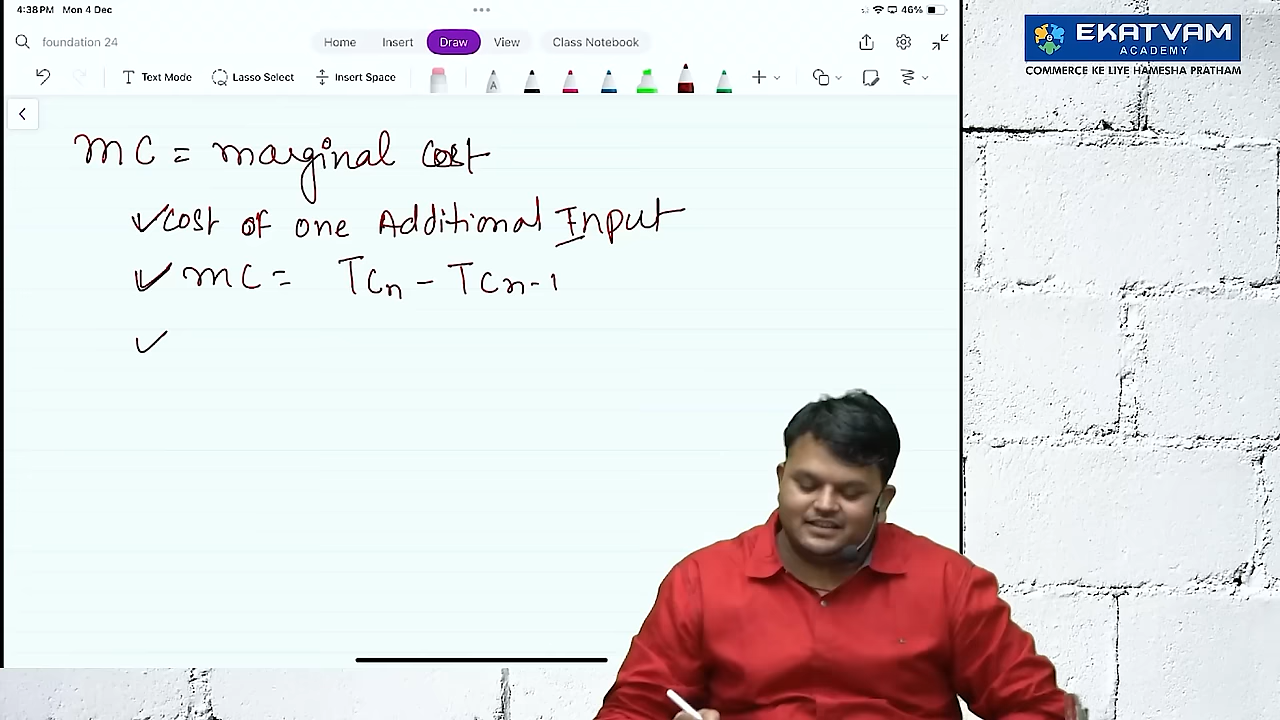 4:38 PM Mon 4 Dec
46%
foundation 24
Home Insert Draw View Class Notebook
Text Mode Lasso Select Insert Space
EKATVAM
ACADEMY
COMMERCE KE LIYE HAMESHA PRATHAM
MC = marginal cost
✓ cost of one Additional Input
✓ MC = TCn - TCn-1
✓